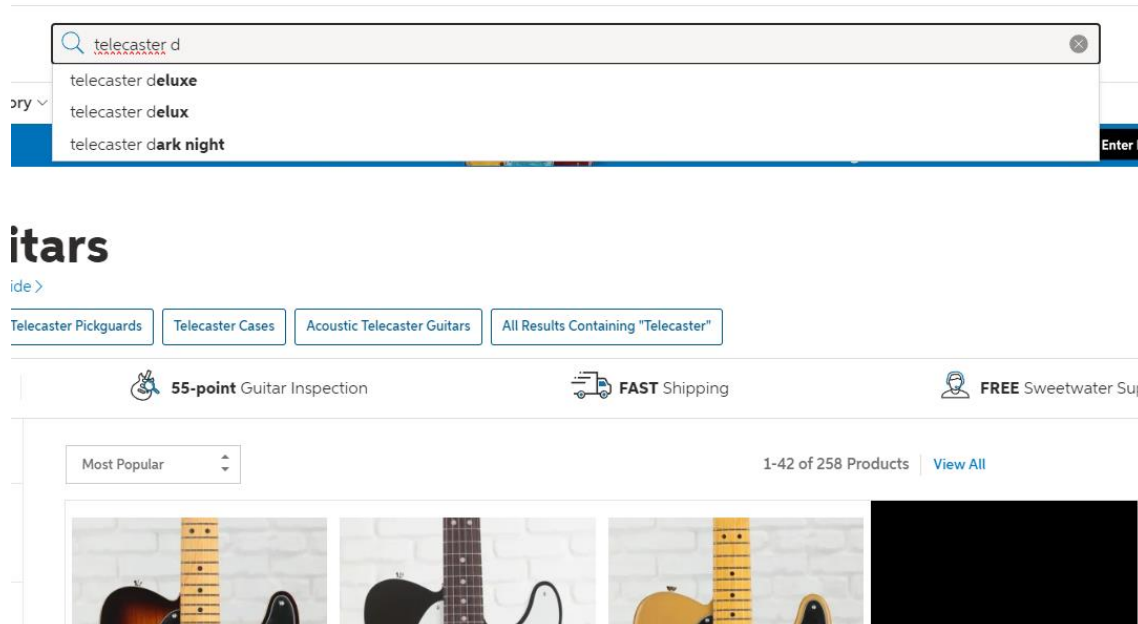 telecaster d
telecaster deluxe
telecaster delux
telecaster dark night
ory
Enter
itars
ide >
Telecaster Pickguards
Telecaster Cases
Acoustic Telecaster Guitars
All Results Containing "Telecaster"
55-point Guitar Inspection
FAST Shipping
FREE Sweetwater Su
Most Popular
1-42 of 258 Products
View All